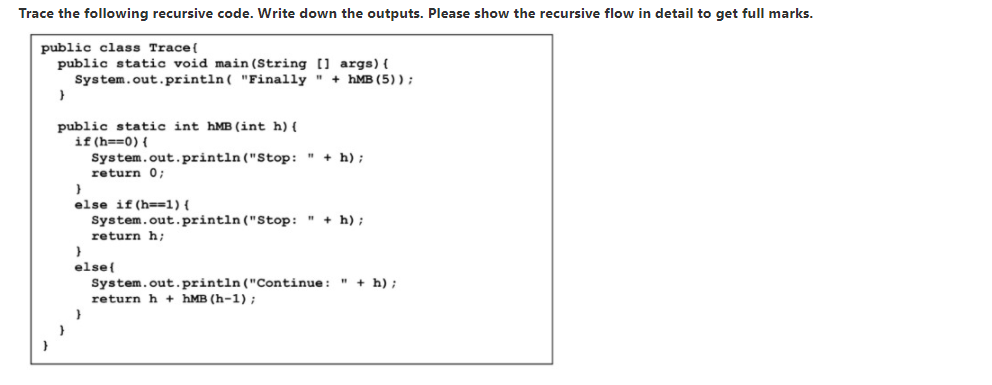 Trace the following recursive code. Write down the outputs. Please show the recursive flow in detail to get full marks.
public class Trace{
public static void main(String [] args){
System.out.println( "Finally " + hMB(5));
}
public static int hMB(int h){
if(h==0){
System.out.println("Stop: " + h);
return 0;
}
else if(h==1){
System.out.println("Stop: " + h);
return h;
}
else{
System.out.println("Continue: " + h);
return h + hMB(h-1);
}
}
}